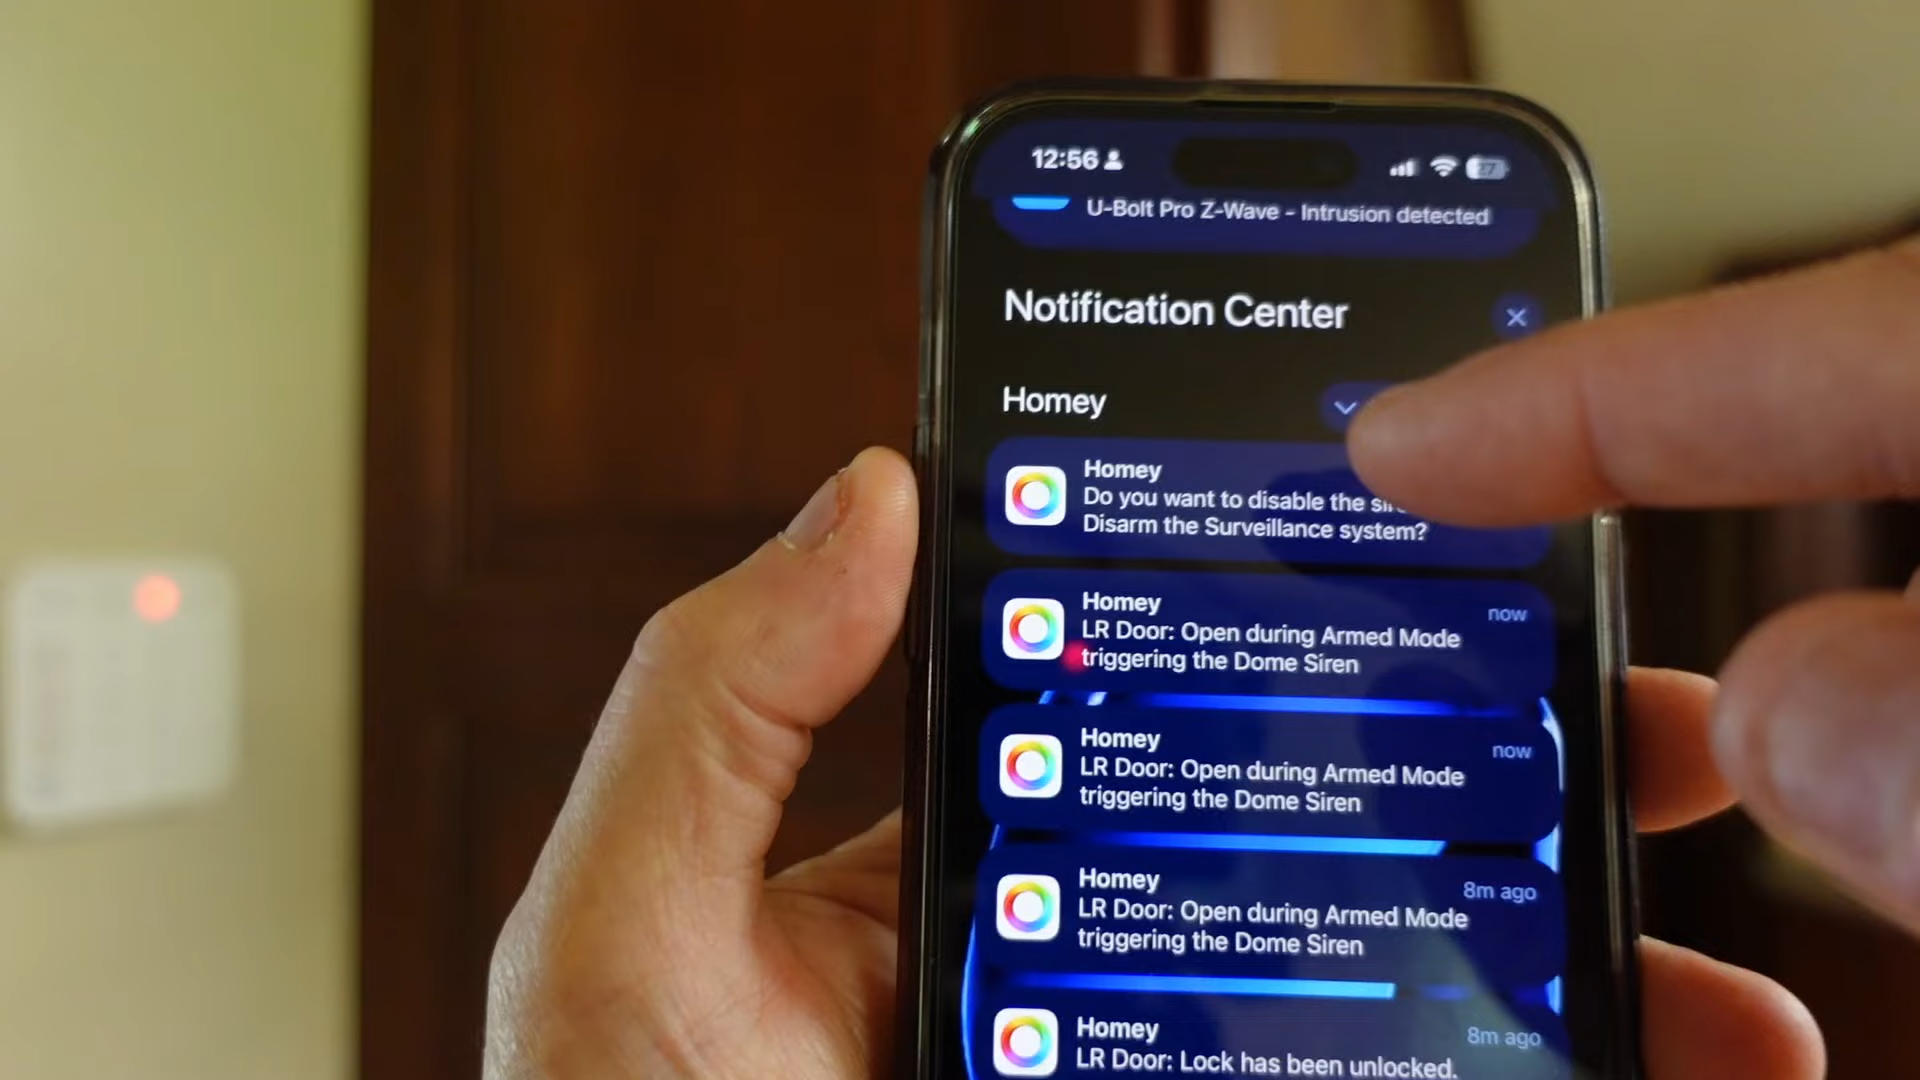 12:56
27
U-Bolt Pro Z-Wave - Intrusion detected
Notification Center
Homey
Homey
Do you want to disable the
Disarm the Surveillance system?
Homey
now
LR Door: Open during Armed Mode
triggering the Dome Siren
Homey
now
LR Door: Open during Armed Mode
triggering the Dome Siren
Homey
8m ago
LR Door: Open during Armed Mode
triggering the Dome Siren
Homey
8m ago
LR Door: Lock has been unlocked.